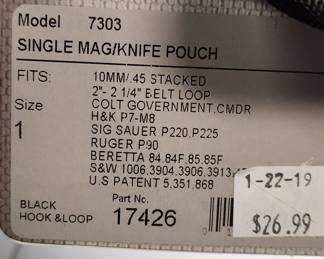 Model 7303
SINGLE MAG/KNIFE POUCH
FITS: 10MM/.45 STACKED
2"- 2 1/4" BELT LOOP
Size COLT GOVERNMENT,CMDR
1 H&K P7-M8
SIG SAUER P220,P225
RUGER P90
BERETTA 84,84F,85,85F
S&W 1006,3904,3906,3913
U.S PATENT 5,351,868
1-22-19
BLACK Part No.
HOOK &LOOP 17426
$26.99